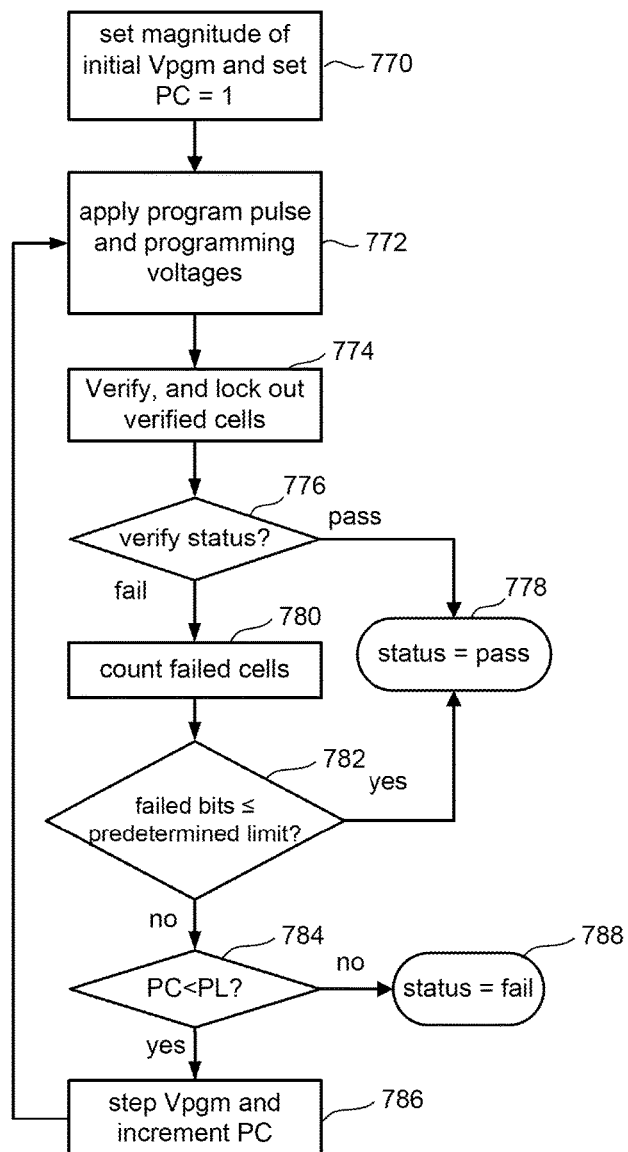 set magnitude of
initial Vpgm and set
PC = 1
770
apply program pulse
and programming
voltages
772
774
Verify, and lock out
verified cells
776
verify status?
pass
fail
778
status = pass
780
count failed cells
782
yes
failed bits ≤
predetermined limit?
no
784
PC<PL?
no
788
status = fail
yes
step Vpgm and
increment PC
786